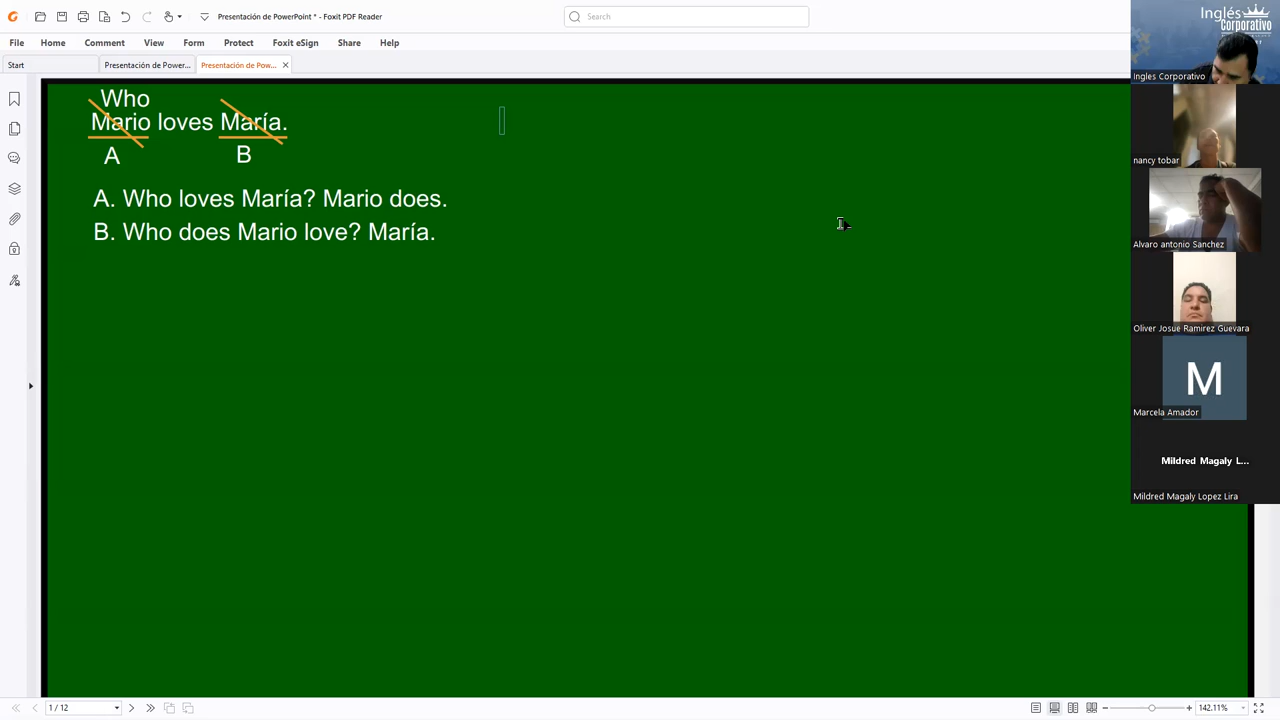 Presentación de PowerPoint * - Foxit PDF Reader
Search
File Home Comment View Form Protect Foxit eSign Share Help
Start
Presentación de Power...
Presentación de Pow...
Who
Mario loves María.
A B
A. Who loves María? Mario does.
B. Who does Mario love? María.
Inglés
Corporativo
Ingles Corporativo
nancy tobar
Alvaro antonio Sanchez
Oliver Josue Ramirez Guevara
M
Marcela Amador
Mildred Magaly L...
Mildred Magaly Lopez Lira
1 / 12
142.11%